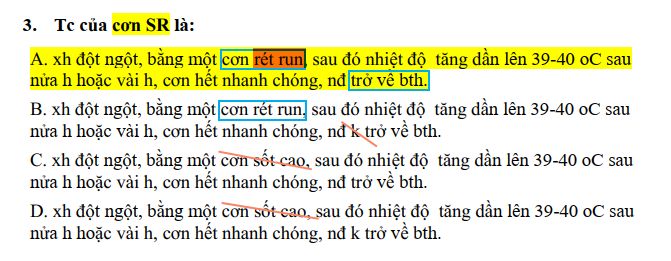 3. Tc của cơn SR là:
A. xh đột ngột, bằng một cơn rét run, sau đó nhiệt độ tăng dần lên 39-40 oC sau
nửa h hoặc vài h, cơn hết nhanh chóng, nđ trở về bth.
B. xh đột ngột, bằng một cơn rét run, sau đó nhiệt độ tăng dần lên 39-40 oC sau
nửa h hoặc vài h, cơn hết nhanh chóng, nđ k trở về bth.
C. xh đột ngột, bằng một cơn sốt cao, sau đó nhiệt độ tăng dần lên 39-40 oC sau
nửa h hoặc vài h, cơn hết nhanh chóng, nđ trở về bth.
D. xh đột ngột, bằng một cơn sốt cao, sau đó nhiệt độ tăng dần lên 39-40 oC sau
nửa h hoặc vài h, cơn hết nhanh chóng, nđ k trở về bth.